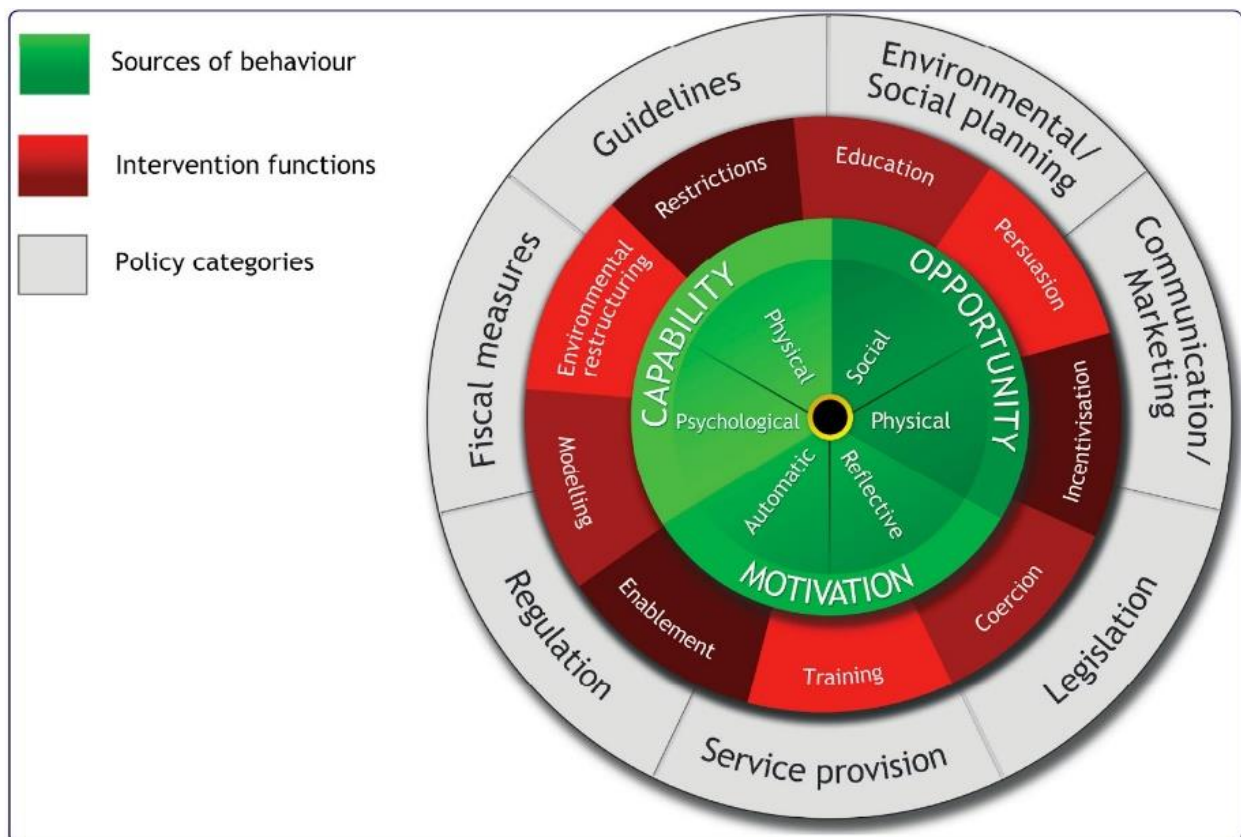 Sources of behaviour
Intervention functions
Policy categories
Guidelines
Environmental/
Social planning
Communication/
Marketing
Legislation
Service provision
Regulation
Fiscal measures
Restrictions
Education
Persuasion
Incentivisation
Coercion
Training
Enablement
Modelling
Environmental
restructuring
CAPABILITY
OPPORTUNITY
MOTIVATION
Physical
Social
Physical
Reflective
Automatic
Psychological